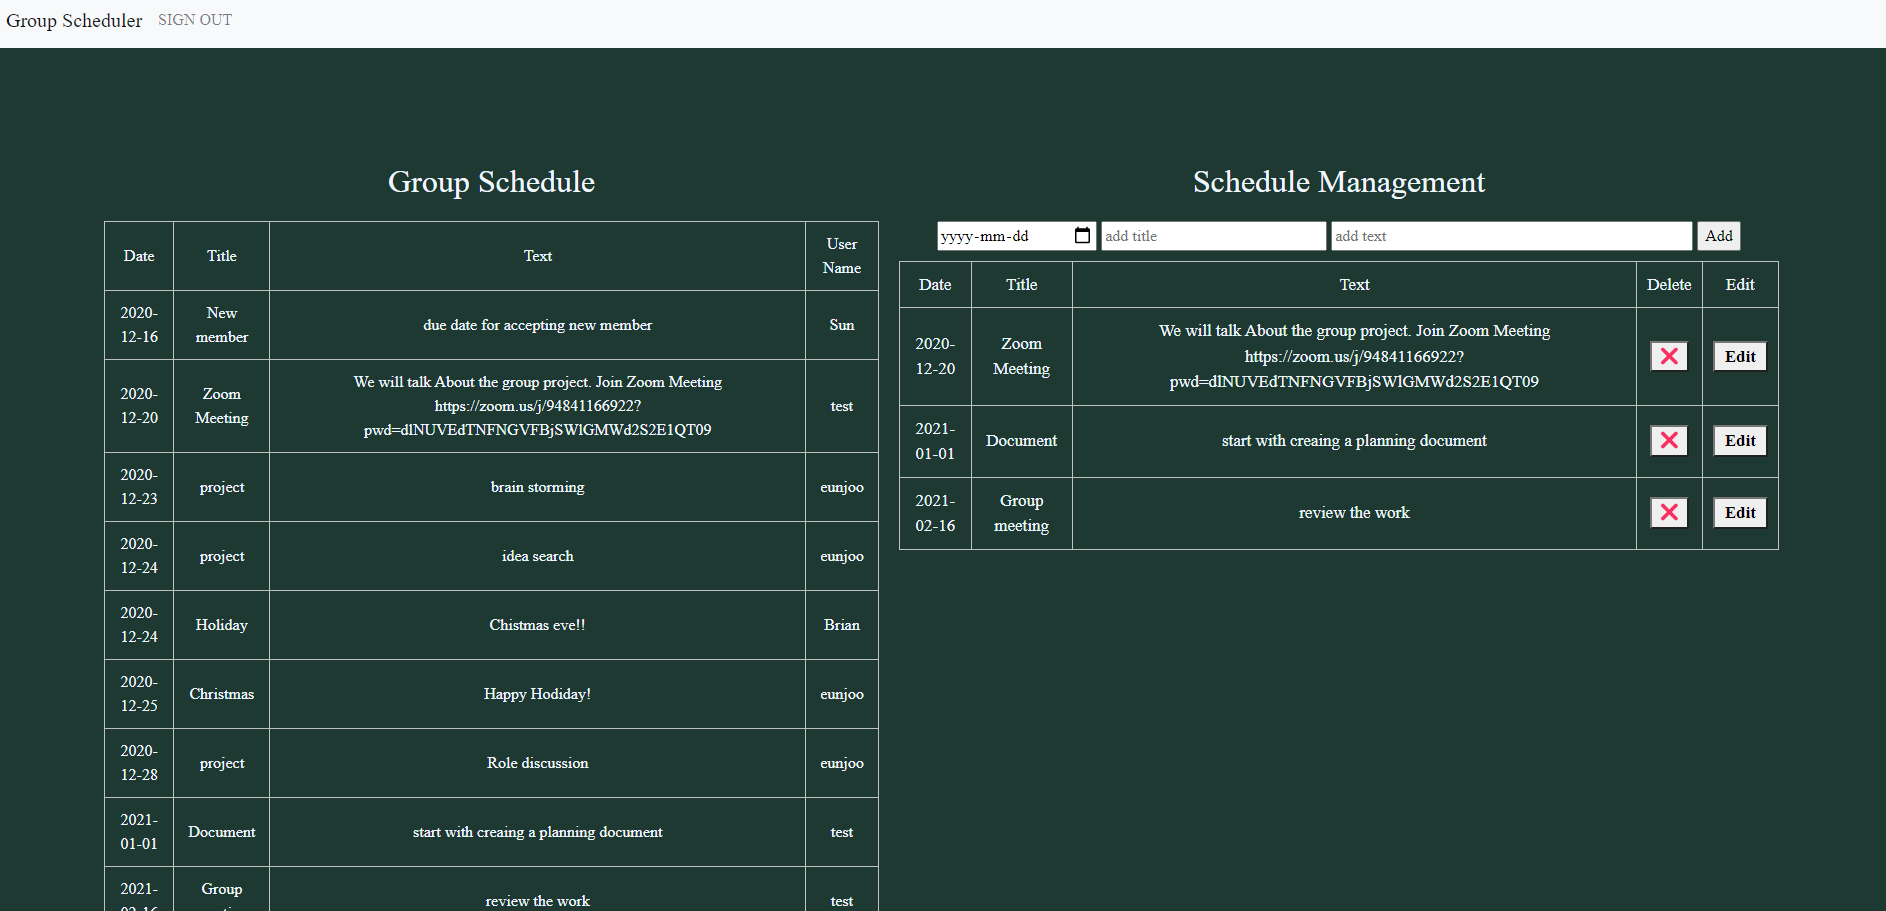 Group Scheduler SIGN OUT
Group Schedule
Date Title Text User
Name
2020-
12-16
New
member
due date for accepting new member
Sun
2020-
12-20
Zoom
Meeting
We will talk About the group project. Join Zoom Meeting
https://zoom.us/j/94841166922?
pwd=dlNUVEdTNFNGVFBjSWlGMWd2S2E1QT09
test
2020-
12-23
project
brain storming
eunjoo
2020-
12-24
project
idea search
eunjoo
2020-
12-24
Holiday
Chistmas eve!!
Brian
2020-
12-25
Christmas
Happy Hodiday!
eunjoo
2020-
12-28
project
Role discussion
eunjoo
2021-
01-01
Document
start with creaing a planning document
test
2021-
Group
review the work
test
Schedule Management
yyyy-mm-dd add title add text Add
Date Title Text Delete Edit
2020-
12-20
Zoom
Meeting
We will talk About the group project. Join Zoom Meeting
https://zoom.us/j/94841166922?
pwd=dlNUVEdTNFNGVFBjSWlGMWd2S2E1QT09
Edit
2021-
01-01
Document
start with creaing a planning document
Edit
2021-
02-16
Group
meeting
review the work
Edit